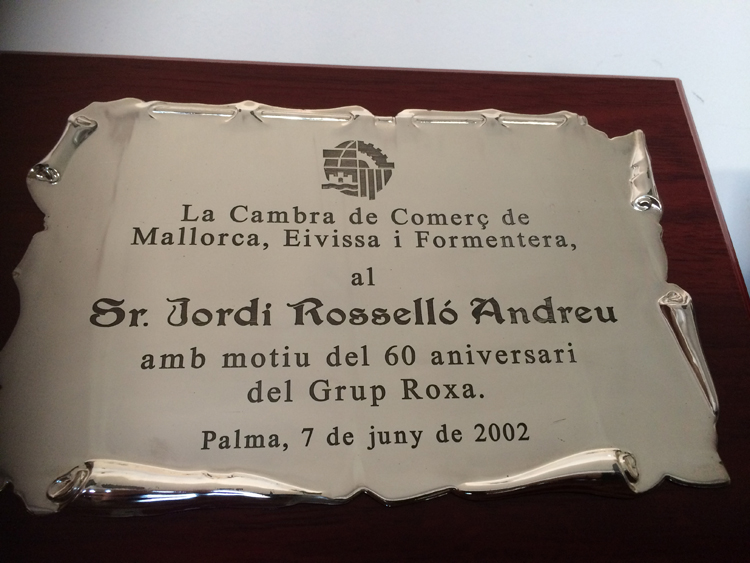 La Cambra de Comerç de
Mallorca, Eivissa i Formentera,
al
Sr. Jordi Rosselló Andreu
amb motiu del 60 aniversari
del Grup Roxa.
Palma, 7 de juny de 2002